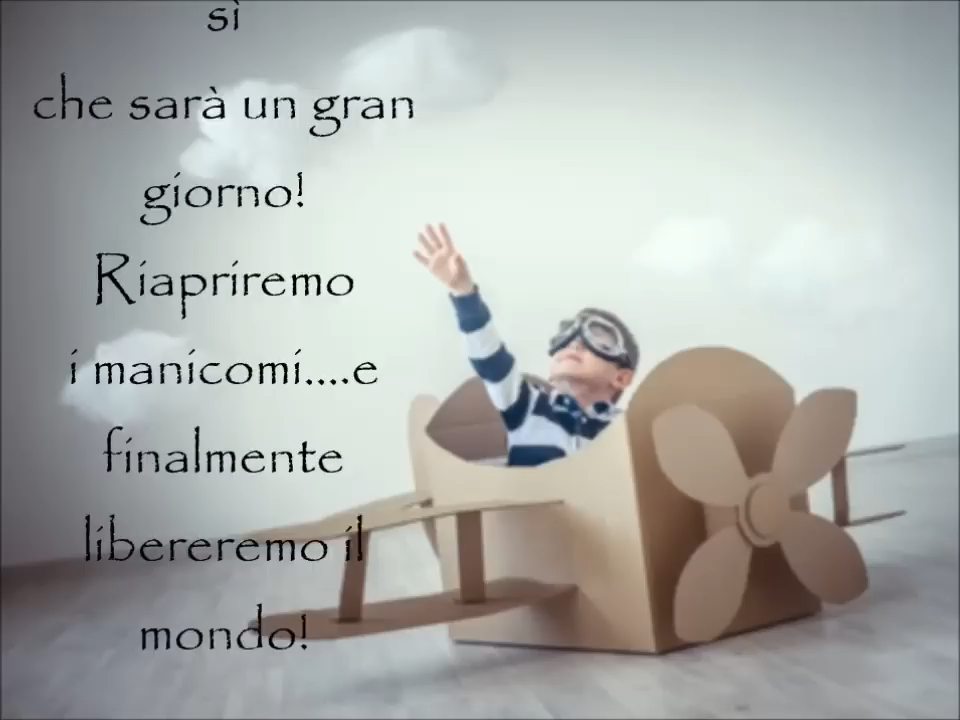 sì
che sarà un gran
giorno!
Riapriremo
i manicomi....e
finalmente
libereremo il
mondo!